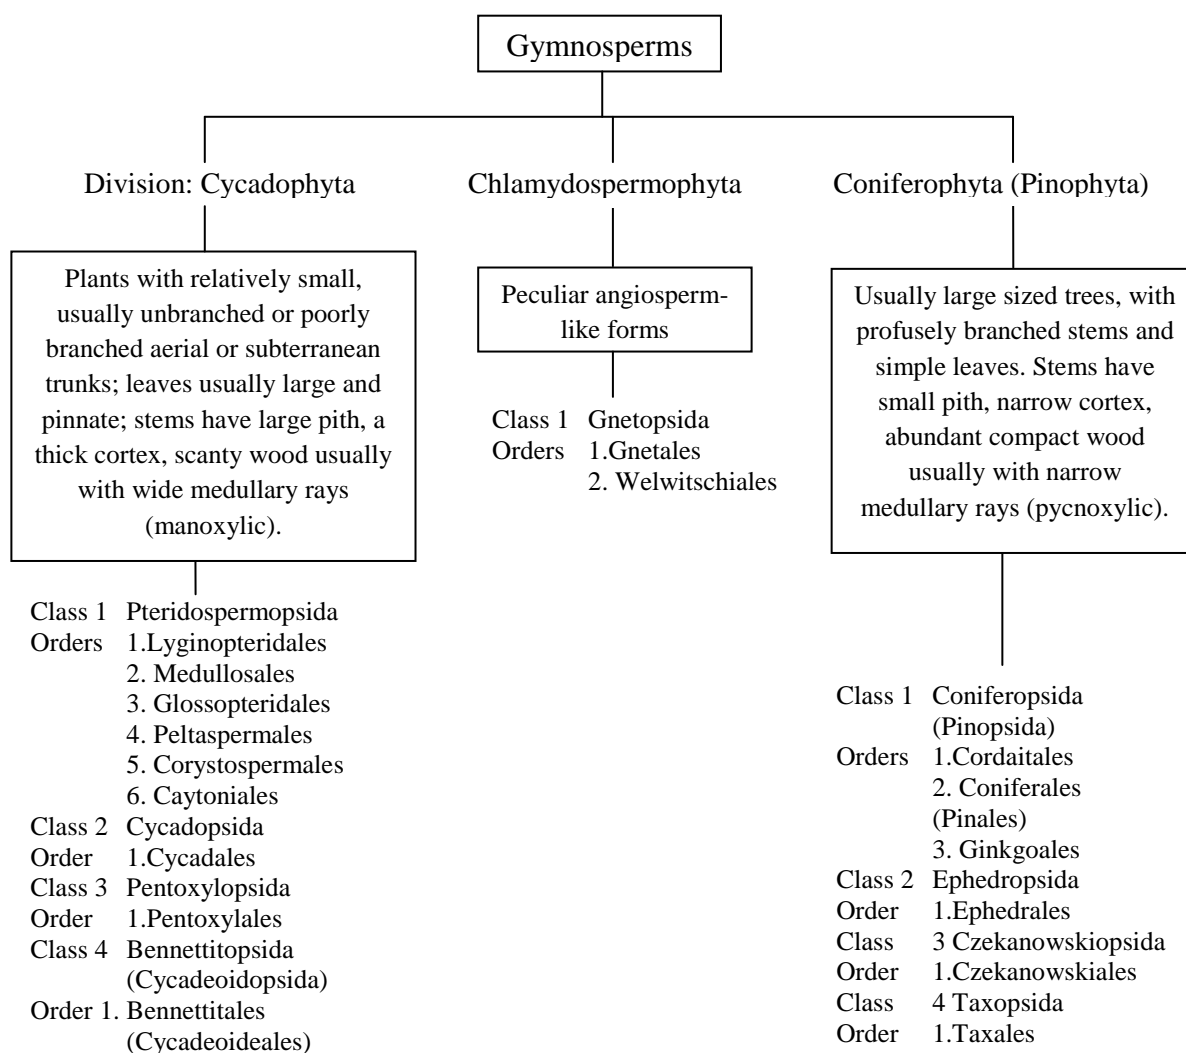 Gymnosperms
Division: Cycadophyta
Chlamydospermophyta
Coniferophyta (Pinophyta)
Plants with relatively small,
usually unbranched or poorly
branched aerial or subterranean
trunks; leaves usually large and
pinnate; stems have large pith, a
thick cortex, scanty wood usually
with wide medullary rays
(manoxylic).
Peculiar angiosperm-
like forms
Usually large sized trees, with
profusely branched stems and
simple leaves. Stems have
small pith, narrow cortex,
abundant compact wood
usually with narrow
medullary rays (pycnoxylic).
Class 1 Pteridospermopsida
Orders 1.Lyginopteridales
2. Medullosales
3. Glossopteridales
4. Peltaspermales
5. Corystospermales
6. Caytoniales
Class 2 Cycadopsida
Order 1.Cycadales
Class 3 Pentoxylopsida
Order 1.Pentoxylales
Class 4 Bennettitopsida
(Cycadeoidopsida)
Order 1. Bennettitales
(Cycadeoideales)
Class 1 Gnetopsida
Orders 1.Gnetales
2. Welwitschiales
Class 1 Coniferopsida
(Pinopsida)
Orders 1.Cordaitales
2. Coniferales
(Pinales)
3. Ginkgoales
Class 2 Ephedropsida
Order 1.Ephedrales
Class 3 Czekanowskiopsida
Order 1.Czekanowskiales
Class 4 Taxopsida
Order 1.Taxales